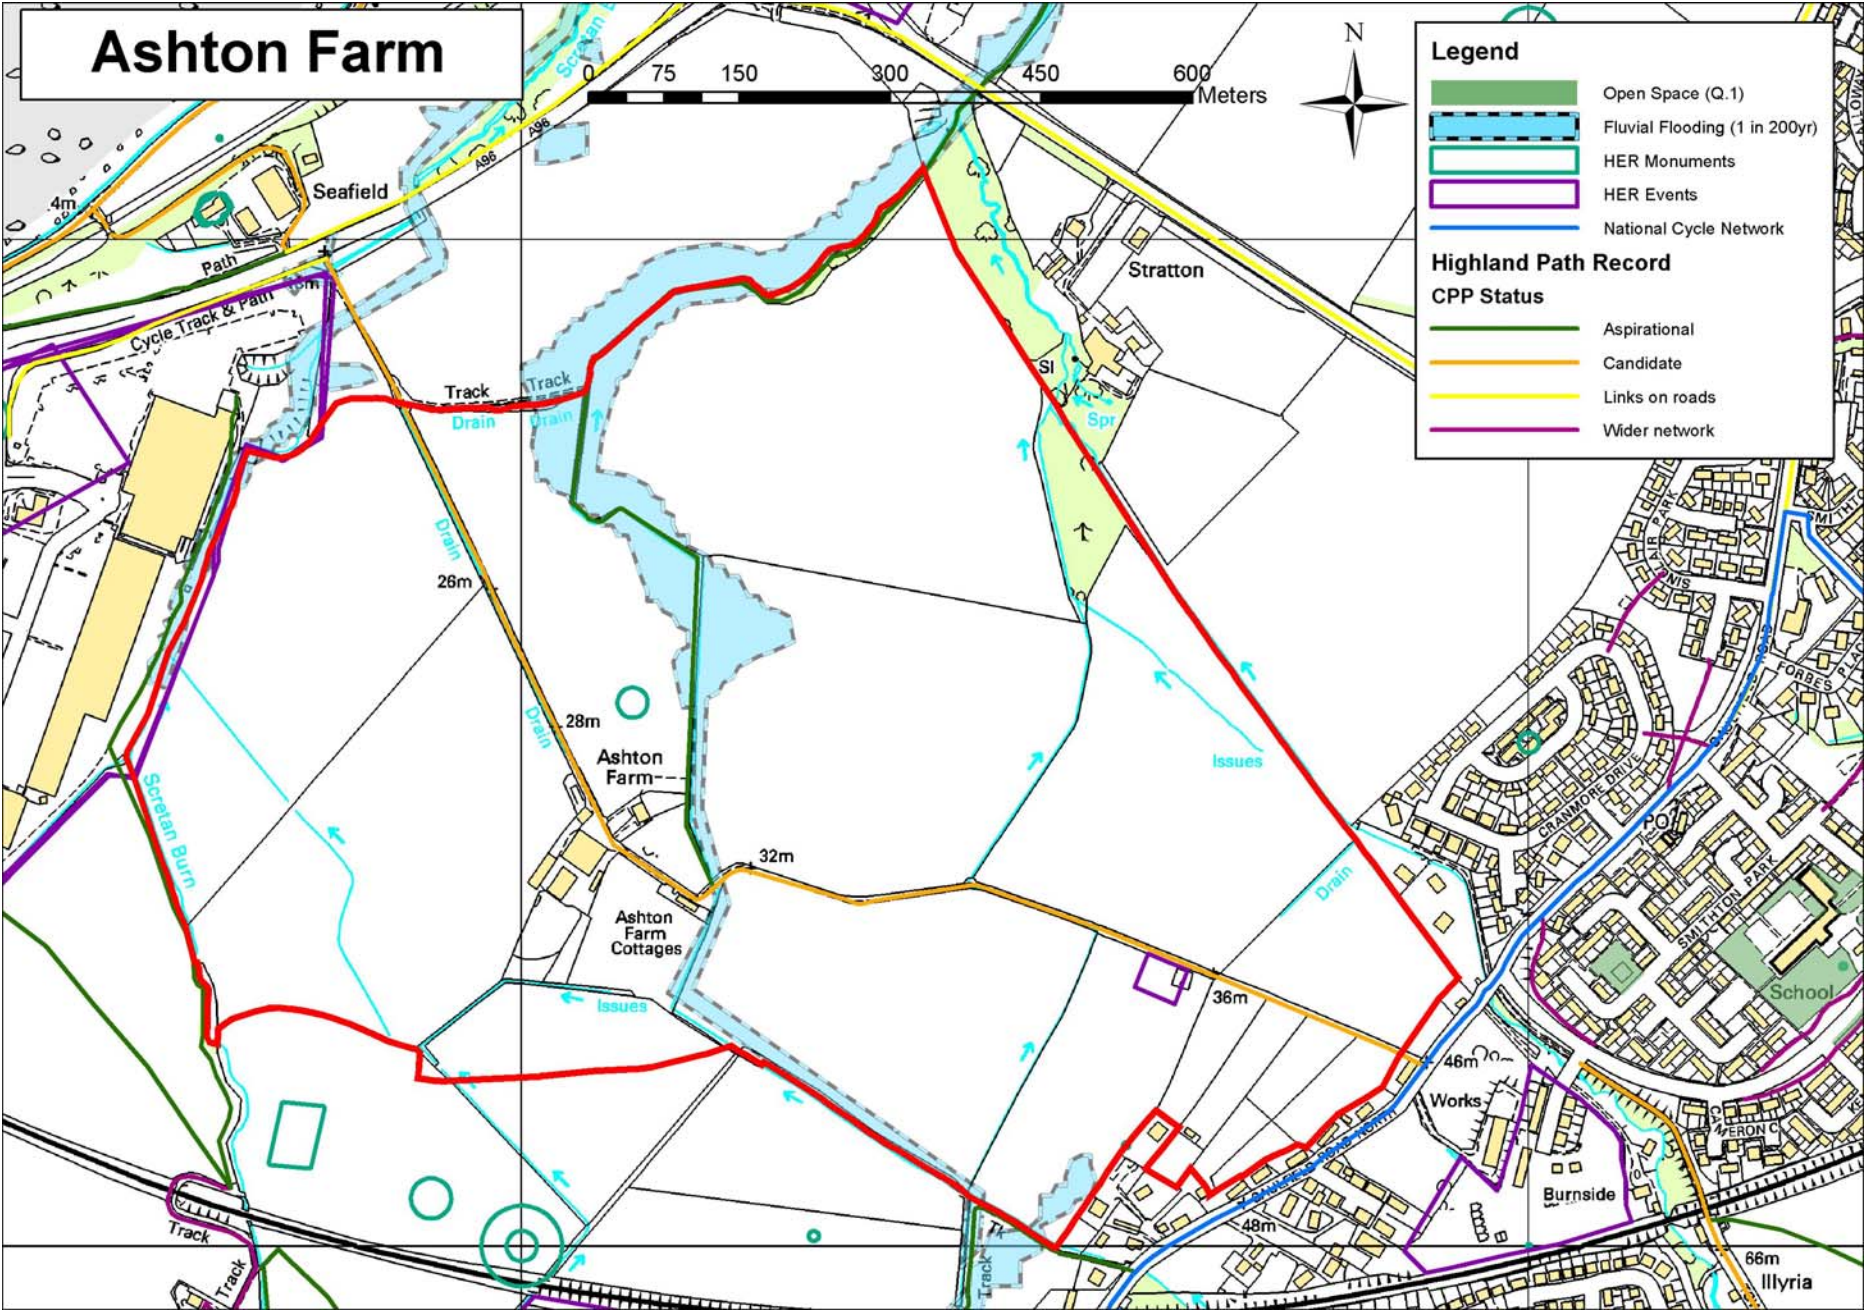 Ashton Farm
0 75 150 300 450 600
Meters
N
Legend
Open Space (Q.1)
Fluvial Flooding (1 in 200yr)
HER Monuments
HER Events
National Cycle Network
Highland Path Record
CPP Status
Aspirational
Candidate
Links on roads
Wider network
A96
A96
Seafield
4m
Path
Cycle Track & Path
Stratton
Track
Track
Drain
Drain
Sl
Spr
Drain
26m
28m
Drain
Ashton
Farm
Issues
Scretan Burn
32m
Drain
Ashton
Farm
Cottages
Issues
36m
46m
Works
Burnside
48m
Track
Track
Track
66m
Illyria
PO
CRANMORE DRIVE
SMITHTON PARK
School